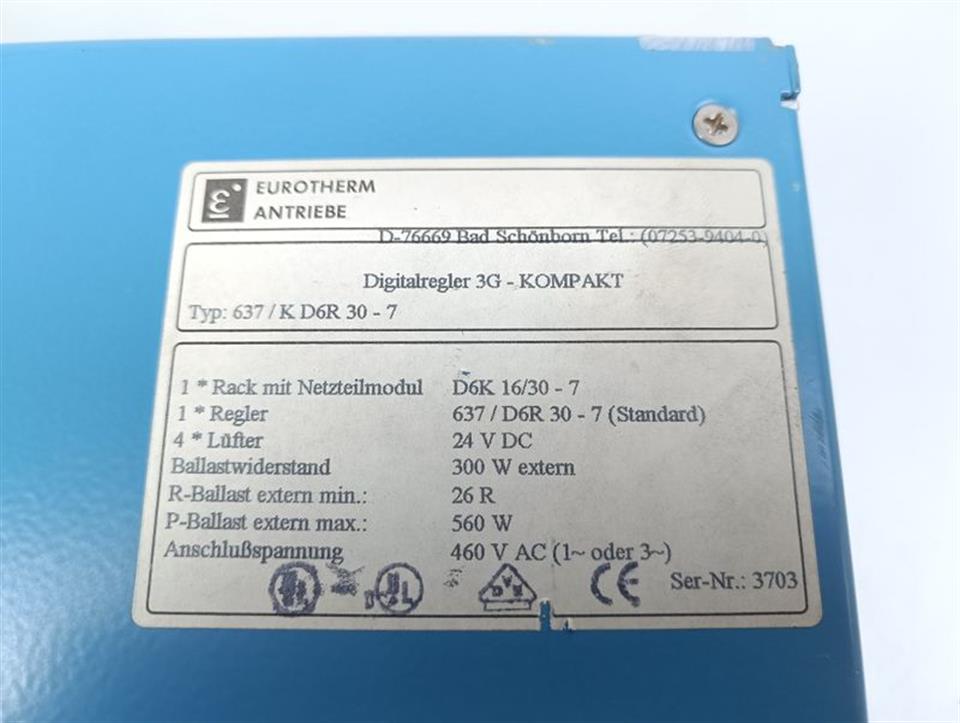 EUROTHERM
ANTRIEBE
D-76669 Bad Schönborn Tel.: (07253-9404-0)
Digitalregler 3G - KOMPAKT
Typ: 637 / K D6R 30 - 7
1 * Rack mit Netzteilmodul D6K 16/30 - 7
1 * Regler 637 / D6R 30 - 7 (Standard)
4 * Lüfter 24 V DC
Ballastwiderstand 300 W extern
R-Ballast extern min.: 26 R
P-Ballast extern max.: 560 W
Anschlußspannung 460 V AC (1~ oder 3~)
UL UL CE Ser-Nr.: 3703